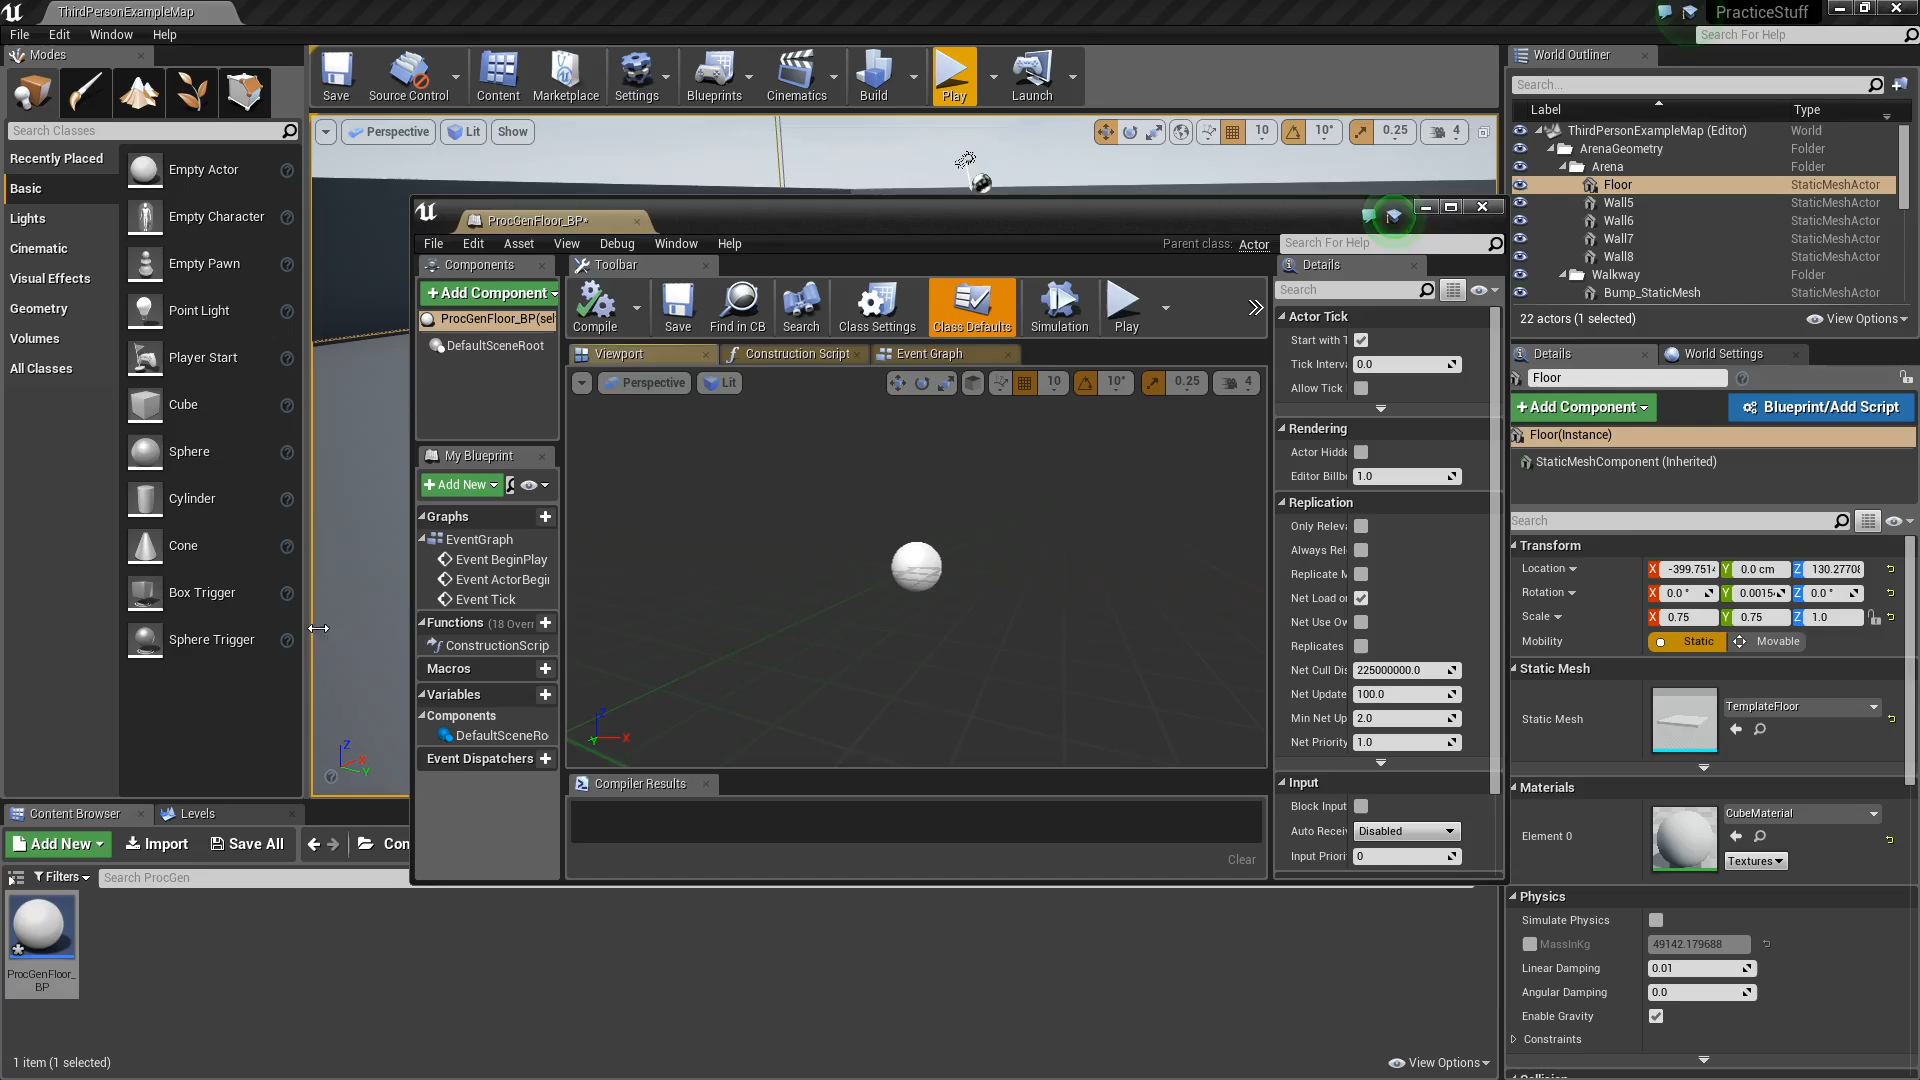 ThirdPersonExampleMap
PracticeStuff
File Edit Window Help
Search For Help
Modes
Search Classes
Recently Placed
Basic
Lights
Cinematic
Visual Effects
Geometry
Volumes
All Classes
Empty Actor
Empty Character
Empty Pawn
Point Light
Player Start
Cube
Sphere
Cylinder
Cone
Box Trigger
Sphere Trigger
Save Source Control Content Marketplace Settings Blueprints Cinematics Build Play Launch
Perspective Lit Show
10 10° 0.25 4
World Outliner
Search...
Label Type
ThirdPersonExampleMap (Editor) World
ArenaGeometry Folder
Arena Folder
Floor StaticMeshActor
Wall5 StaticMeshActor
Wall6 StaticMeshActor
Wall7 StaticMeshActor
Wall8 StaticMeshActor
Walkway Folder
Bump_StaticMesh StaticMeshActor
22 actors (1 selected) View Options
ProcGenFloor_BP*
File Edit Asset View Debug Window Help
Parent class: Actor
Search For Help
Components
+Add Component
ProcGenFloor_BP(sel
DefaultSceneRoot
My Blueprint
+Add New
Graphs
EventGraph
Event BeginPlay
Event ActorBegin
Event Tick
Functions (18 Overr
ConstructionScrip
Macros
Variables
Components
DefaultSceneRo
Event Dispatchers
Toolbar
Compile Save Find in CB Search Class Settings Class Defaults Simulation Play
Viewport Construction Script Event Graph
Perspective Lit
10 10° 0.25 4
Z
X
Y
Compiler Results
Clear
Details
Search
Actor Tick
Start with T
Tick Interva 0.0
Allow Tick
Rendering
Actor Hidde
Editor Billbo 1.0
Replication
Only Releva
Always Rel
Replicate M
Net Load o
Net Use Ow
Replicates
Net Cull Dis 225000000.0
Net Update 100.0
Min Net Up 2.0
Net Priority 1.0
Input
Block Input
Auto Recei Disabled
Input Priori 0
Details World Settings
Floor
+Add Component Blueprint/Add Script
Floor(Instance)
StaticMeshComponent (Inherited)
Search
Transform
Location X -399.751 Y 0.0 cm Z 130.27708
Rotation X 0.0 ° Y 0.0015 Z 0.0 °
Scale X 0.75 Y 0.75 Z 1.0
Mobility Static Movable
Static Mesh
Static Mesh TemplateFloor
Materials
Element 0 CubeMaterial
Textures
Physics
Simulate Physics
MassInKg 49142.179688
Linear Damping 0.01
Angular Damping 0.0
Enable Gravity
Constraints
Z
X
Y
Content Browser Levels
Add New Import Save All Con
Filters Search ProcGen
ProcGenFloor_
BP
1 item (1 selected)
View Options